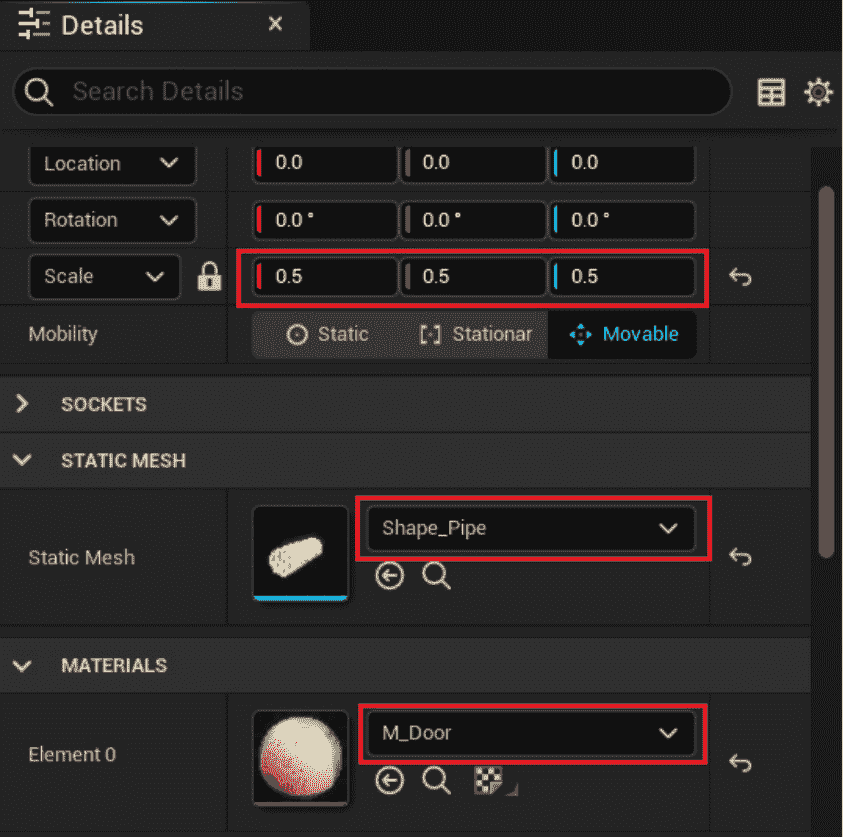 Details
Search Details
Location 0.0 0.0 0.0
Rotation 0.0 ° 0.0 ° 0.0 °
Scale 0.5 0.5 0.5
Mobility Static Stationar Movable
SOCKETS
STATIC MESH
Shape_Pipe
Static Mesh
MATERIALS
M_Door
Element 0